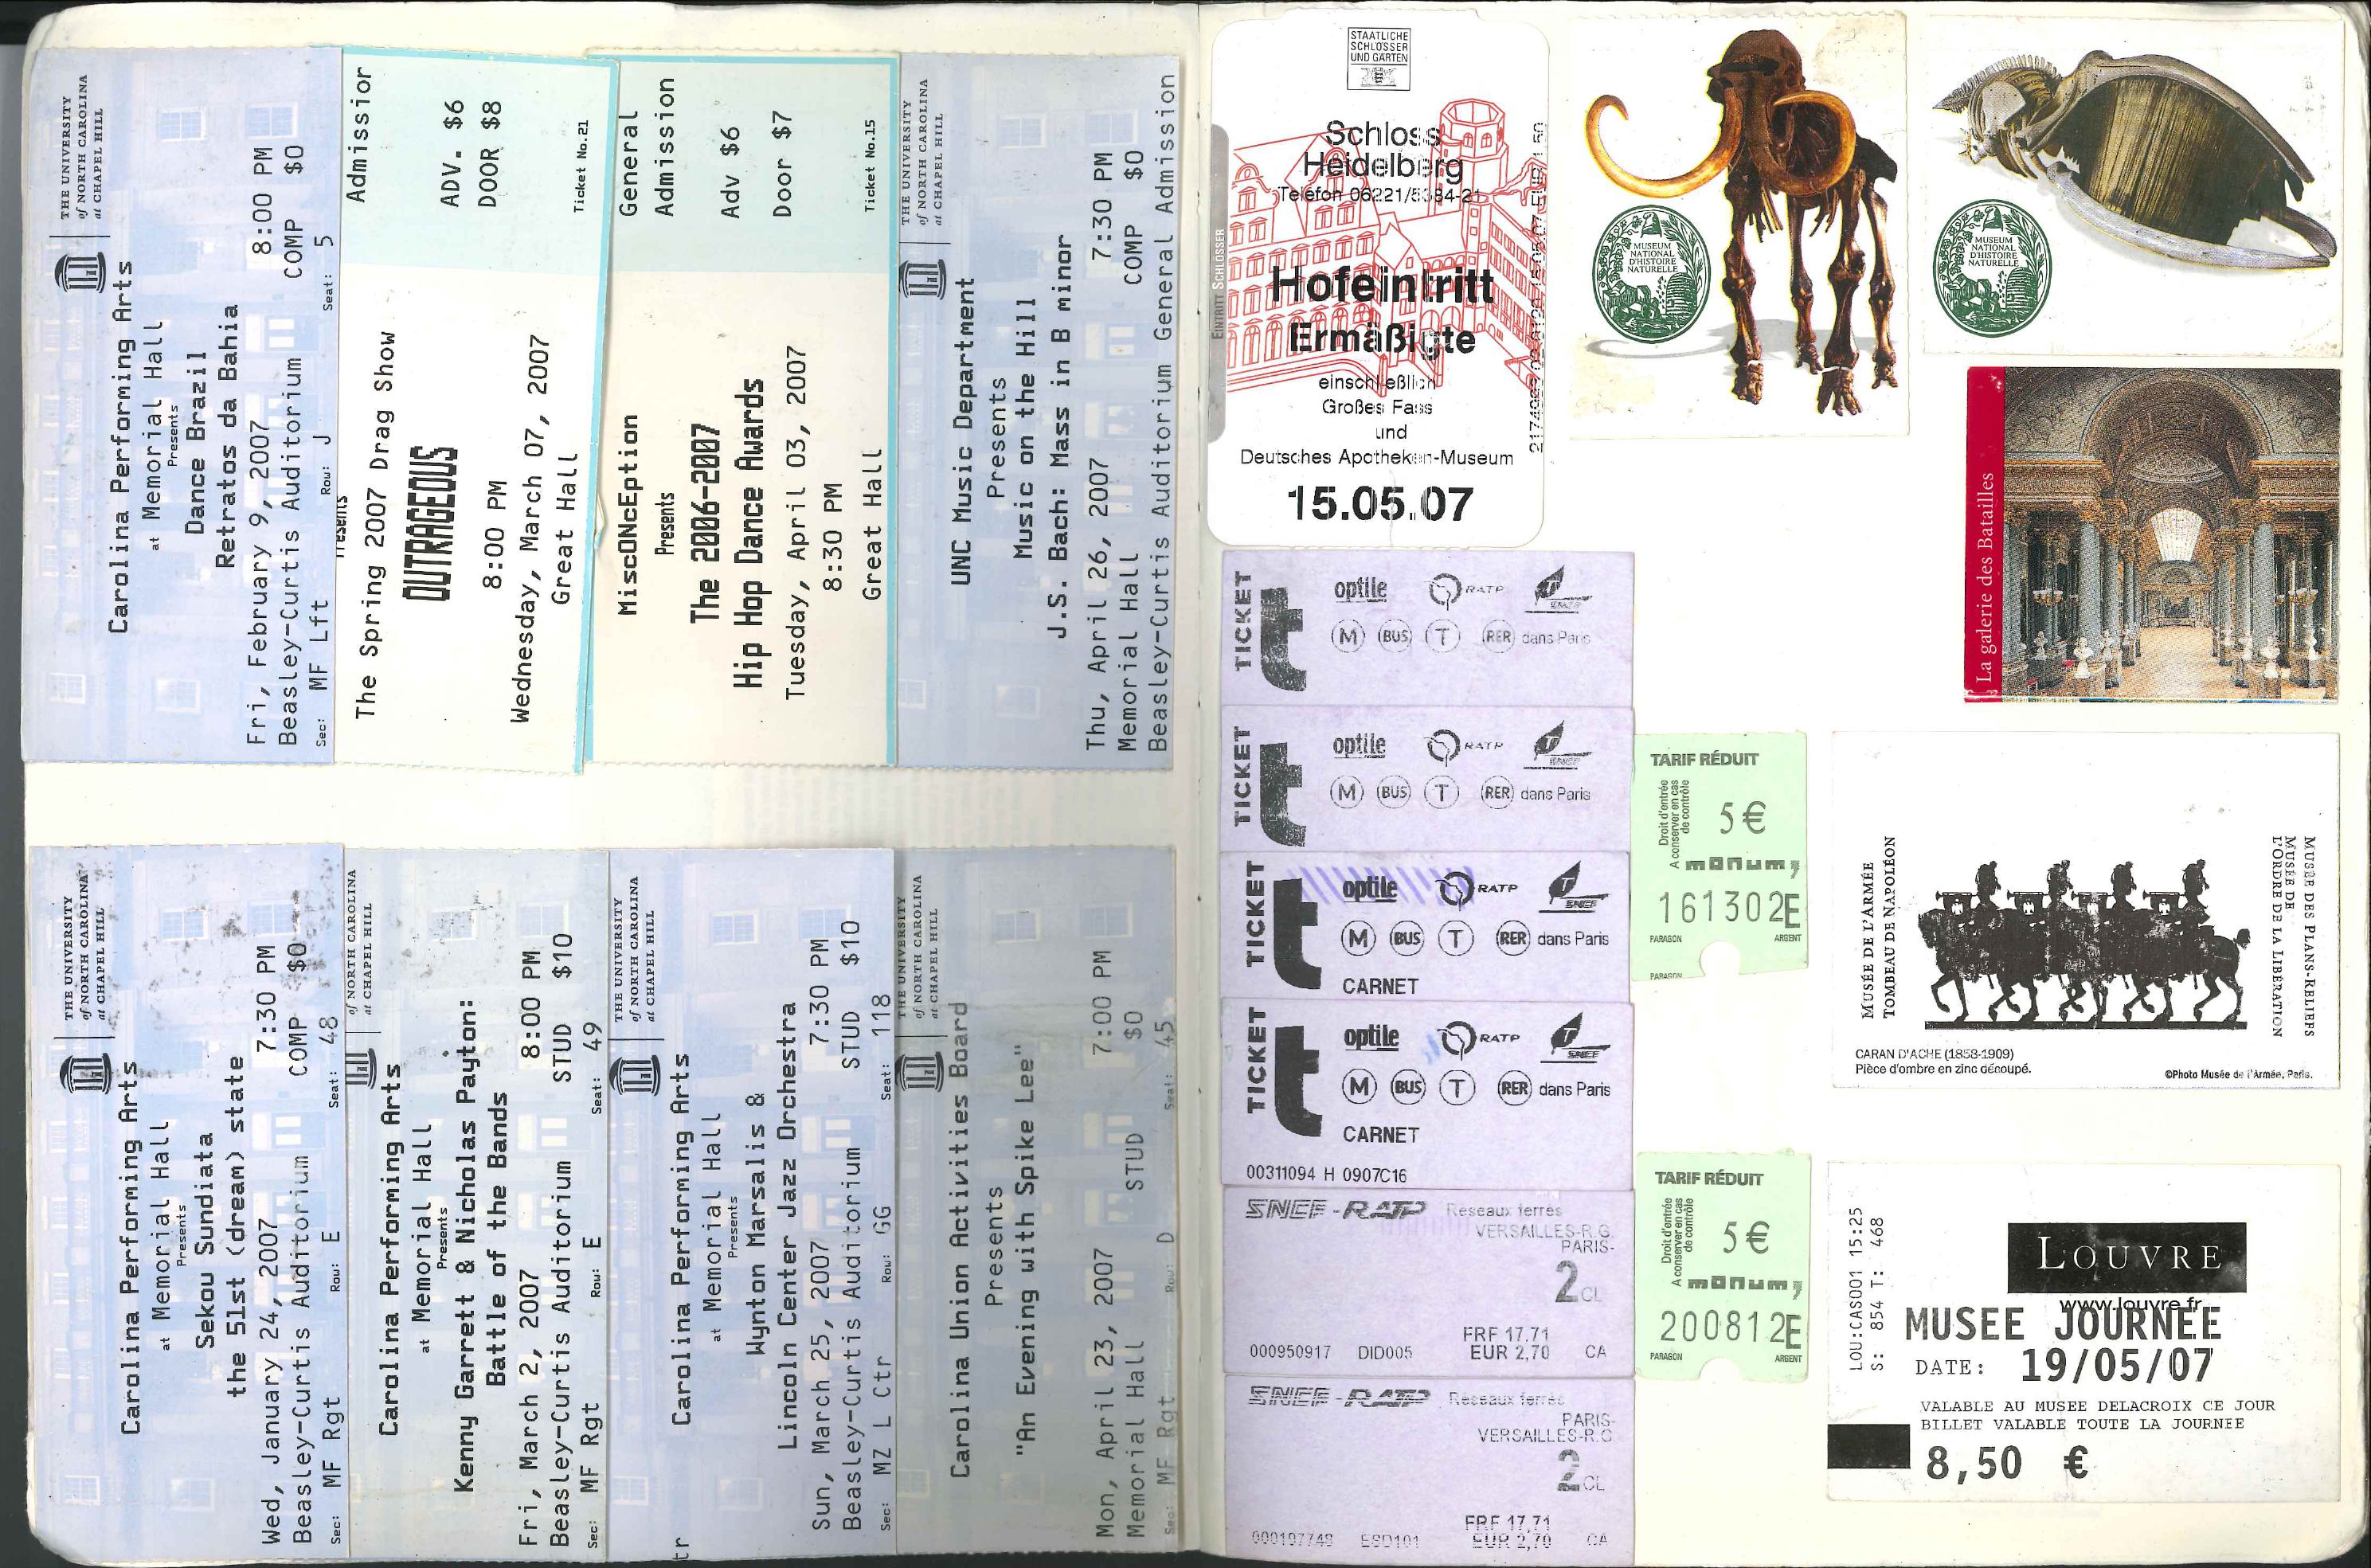 THE UNIVERSITY
of NORTH CAROLINA
at CHAPEL HILL
Carolina Performing Arts
at Memorial Hall
Presents
Dance Brazil
Retratos da Bahia
Fri, February 9, 2007 8:00 PM
Beasley-Curtis Auditorium COMP $0
Sec: MF Lft Row: J Seat: 5
Presents
The Spring 2007 Drag Show
OUTRAGEOUS
8:00 PM
Wednesday, March 07, 2007
Great Hall
Admission
ADV. $6
DOOR $8
Ticket No.21
MiscONcEption
Presents
The 2006-2007
Hip Hop Dance Awards
Tuesday, April 03, 2007
8:30 PM
Great Hall
General
Admission
Adv $6
Door $7
Ticket No.15
THE UNIVERSITY
of NORTH CAROLINA
at CHAPEL HILL
UNC Music Department
Presents
Music on the Hill
J.S. Bach: Mass in B minor
Thu, April 26, 2007 7:30 PM
Memorial Hall COMP $0
Beasley-Curtis Auditorium General Admission
THE UNIVERSITY
of NORTH CAROLINA
at CHAPEL HILL
Carolina Performing Arts
at Memorial Hall
Presents
Sekou Sundiata
the 51st (dream) state
Wed, January 24, 2007 7:30 PM
Beasley-Curtis Auditorium COMP $0
Sec: MF Rgt Row: E Seat: 48
of NORTH CAROLINA
at CHAPEL HILL
Carolina Performing Arts
at Memorial Hall
Presents
Kenny Garrett & Nicholas Payton:
Battle of the Bands
Fri, March 2, 2007 8:00 PM
Beasley-Curtis Auditorium STUD $10
Sec: MF Rgt Row: E Seat: 49
THE UNIVERSITY
of NORTH CAROLINA
at CHAPEL HILL
Carolina Performing Arts
at Memorial Hall
Presents
Wynton Marsalis &
Lincoln Center Jazz Orchestra
Sun, March 25, 2007 7:30 PM
Beasley-Curtis Auditorium STUD $10
Sec: MZ L Ctr Row: GG Seat: 118
tr
THE UNIVERSITY
of NORTH CAROLINA
at CHAPEL HILL
Carolina Union Activities Board
Presents
"An Evening with Spike Lee"
Mon, April 23, 2007 7:00 PM
Memorial Hall STUD $0
Sec: MF Rgt Row: D Seat: 45
STAATLICHE
SCHLÖSSER
UND GÄRTEN
EINTRITT SCHLÖSSER
Schloss
Heidelberg
Telefon 06221/5384-21
Hofeintritt
Ermäßigte
einschließlich
Großes Fass
und
Deutsches Apotheken-Museum
15.05.07
MUSEUM
NATIONAL
D'HISTOIRE
NATURELLE
MUSEUM
NATIONAL
D'HISTOIRE
NATURELLE
La galerie des Batailles
TICKET
t
optile RATP SNCF
M BUS T RER dans Paris
TICKET
t
optile RATP SNCF
M BUS T RER dans Paris
TICKET
t
optile RATP SNCF
M BUS T RER dans Paris
CARNET
TICKET
t
optile RATP SNCF
M BUS T RER dans Paris
CARNET
00311094 H 0907C16
SNCF-RATP Réseaux ferrés
VERSAILLES-R.G.
PARIS-
2CL
FRF 17,71
000950917 DID005 EUR 2,70 CA
SNCF-RATP Réseaux ferrés
PARIS-
VERSAILLES-R.G.
2CL
FRF 17,71
000197748 ESD101 EUR 2,70 CA
TARIF RÉDUIT
Droit d'entrée
A conserver en cas
de contrôle
5 €
monum,
161302E
PARAGON ARGENT
PARAGON
TARIF RÉDUIT
Droit d'entrée
A conserver en cas
de contrôle
5 €
monum,
200812E
PARAGON ARGENT
MUSÉE DE L'ARMÉE
TOMBEAU DE NAPOLÉON
MUSÉE DES PLANS-RELIEFS
MUSÉE DE
L'ORDRE DE LA LIBÉRATION
CARAN D'ACHE (1858-1909)
Pièce d'ombre en zinc découpé.
©Photo Musée de l'Armée, Paris.
LOU:CAS001 15:25
S: 854 T: 468
LOUVRE
www.louvre.fr
MUSEE JOURNEE
DATE: 19/05/07
VALABLE AU MUSEE DELACROIX CE JOUR
BILLET VALABLE TOUTE LA JOURNEE
8,50 €